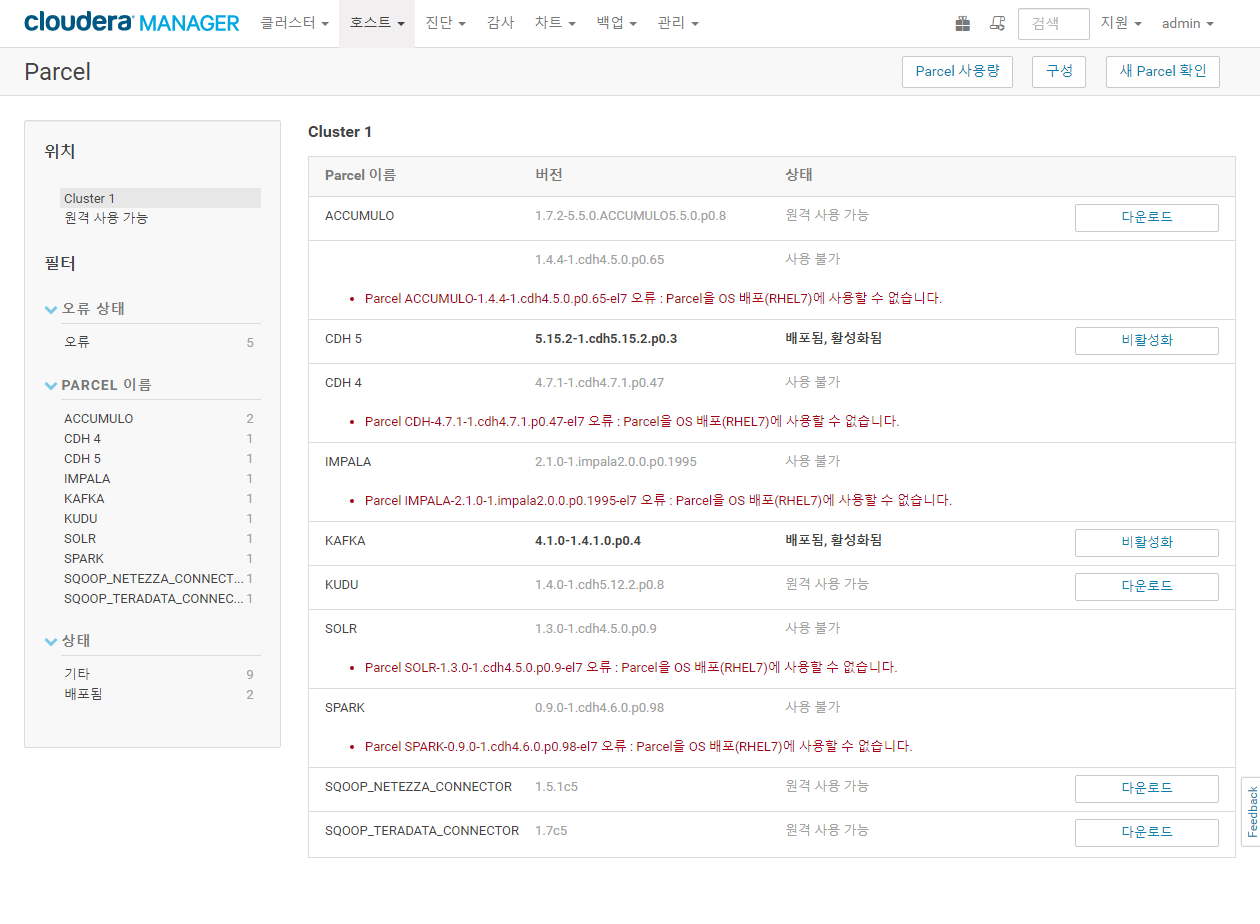 cloudera MANAGER 클러스터 호스트 진단 감사 차트 백업 관리 검색 지원 admin
Parcel Parcel 사용량 구성 새 Parcel 확인
위치
Cluster 1
원격 사용 가능
필터
오류 상태
오류 5
PARCEL 이름
ACCUMULO 2
CDH 4 1
CDH 5 1
IMPALA 1
KAFKA 1
KUDU 1
SOLR 1
SPARK 1
SQOOP_NETEZZA_CONNECT... 1
SQOOP_TERADATA_CONNEC... 1
상태
기타 9
배포됨 2
Cluster 1
Parcel 이름 버전 상태
ACCUMULO 1.7.2-5.5.0.ACCUMULO5.5.0.p0.8 원격 사용 가능 다운로드
1.4.4-1.cdh4.5.0.p0.65 사용 불가
• Parcel ACCUMULO-1.4.4-1.cdh4.5.0.p0.65-el7 오류 : Parcel을 OS 배포(RHEL7)에 사용할 수 없습니다.
CDH 5 5.15.2-1.cdh5.15.2.p0.3 배포됨, 활성화됨 비활성화
CDH 4 4.7.1-1.cdh4.7.1.p0.47 사용 불가
• Parcel CDH-4.7.1-1.cdh4.7.1.p0.47-el7 오류 : Parcel을 OS 배포(RHEL7)에 사용할 수 없습니다.
IMPALA 2.1.0-1.impala2.0.0.p0.1995 사용 불가
• Parcel IMPALA-2.1.0-1.impala2.0.0.p0.1995-el7 오류 : Parcel을 OS 배포(RHEL7)에 사용할 수 없습니다.
KAFKA 4.1.0-1.4.1.0.p0.4 배포됨, 활성화됨 비활성화
KUDU 1.4.0-1.cdh5.12.2.p0.8 원격 사용 가능 다운로드
SOLR 1.3.0-1.cdh4.5.0.p0.9 사용 불가
• Parcel SOLR-1.3.0-1.cdh4.5.0.p0.9-el7 오류 : Parcel을 OS 배포(RHEL7)에 사용할 수 없습니다.
SPARK 0.9.0-1.cdh4.6.0.p0.98 사용 불가
• Parcel SPARK-0.9.0-1.cdh4.6.0.p0.98-el7 오류 : Parcel을 OS 배포(RHEL7)에 사용할 수 없습니다.
SQOOP_NETEZZA_CONNECTOR 1.5.1c5 원격 사용 가능 다운로드
SQOOP_TERADATA_CONNECTOR 1.7c5 원격 사용 가능 다운로드
Feedback